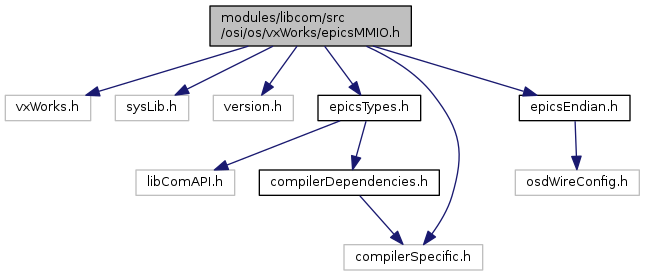 modules/libcom/src
/osi/os/vxWorks/epicsMMIO.h
vxWorks.h
sysLib.h
version.h
epicsTypes.h
epicsEndian.h
libComAPI.h
compilerDependencies.h
osdWireConfig.h
compilerSpecific.h